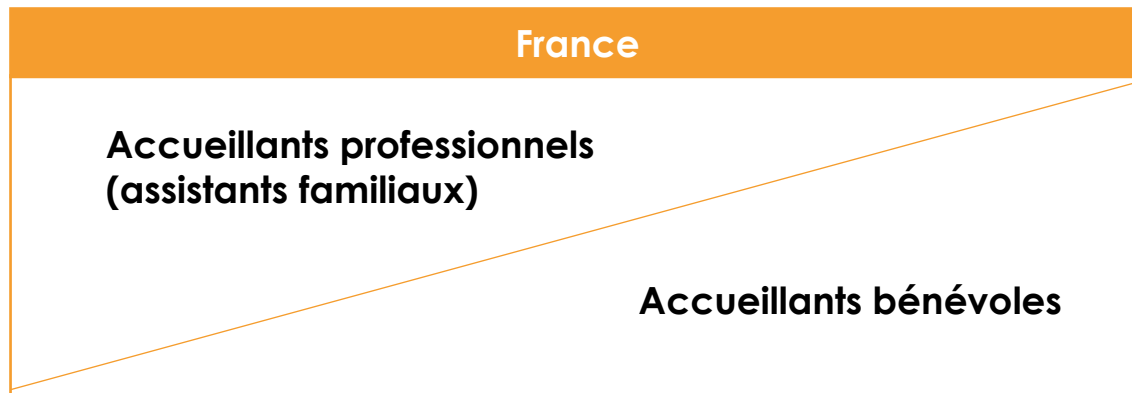 France
Accueillants professionnels
(assistants familiaux)
Accueillants bénévoles